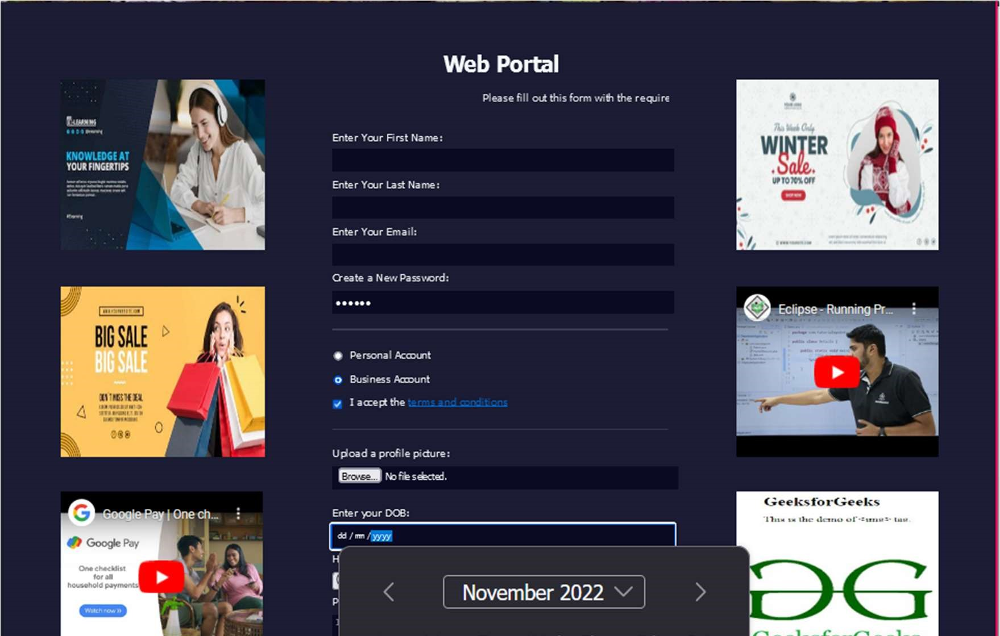 Web Portal
Please fill out this form with the require
Enter Your First Name:
Enter Your Last Name:
Enter Your Email:
Create a New Password:
••••••
Personal Account
Business Account
I accept the terms and conditions
Upload a profile picture:
Browse... No file selected.
Enter your DOB:
dd / mm / yyyy
November 2022
E-LEARNING
KNOWLEDGE AT
YOUR FINGERTIPS
BIG SALE
BIG SALE
DON'T MISS THE DEAL
Google Pay | One ch...
Google Pay
One checklist
for all
household payments
Watch now »
This Week Only
WINTER
Sale
UP TO 70% OFF
SHOP NOW
Eclipse - Running Pr...
GeeksforGeeks
This is the demo of <img> tag.
GeeksforGeeks